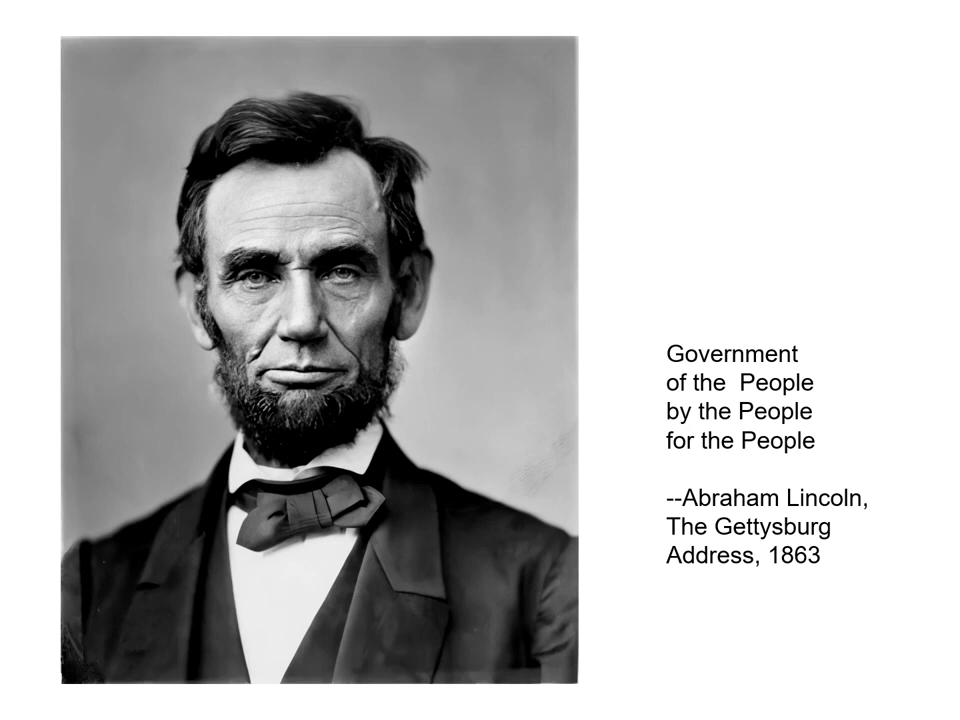 Government
of the  People
by the People
for the People
--Abraham Lincoln,
The Gettysburg
Address, 1863